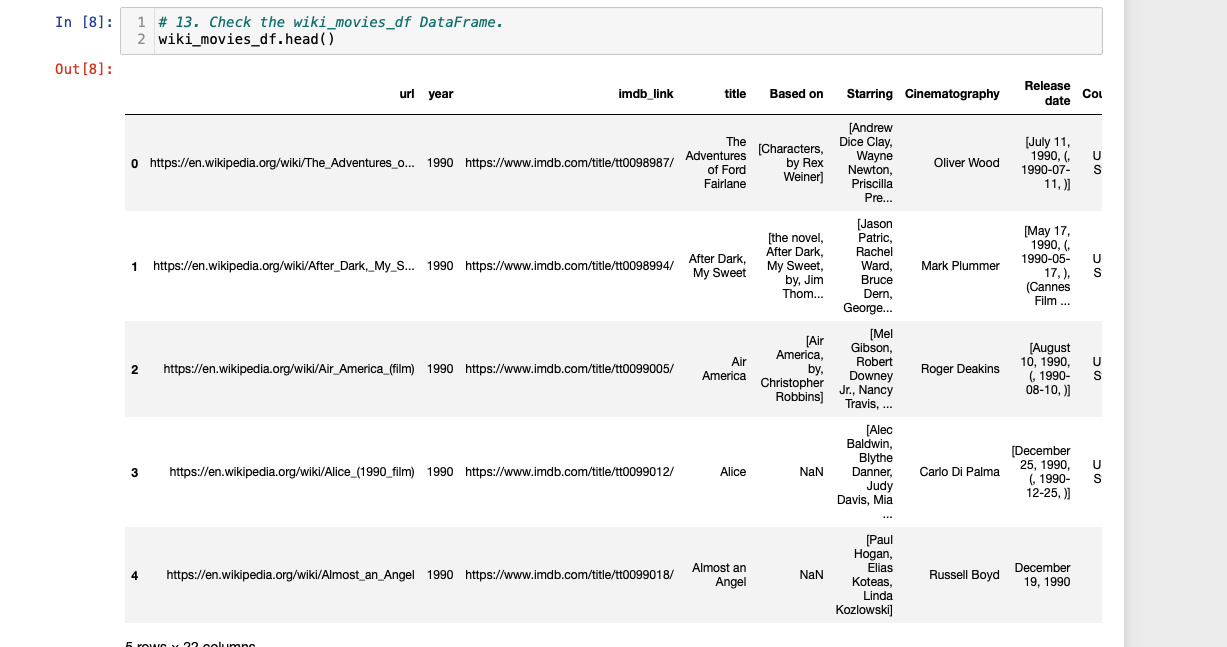 In [8]:
1 # 13. Check the wiki_movies_df DataFrame.
2 wiki_movies_df.head()
Out[8]:
url year imdb_link title Based on Starring Cinematography Release date Cou
0 https://en.wikipedia.org/wiki/The_Adventures_o... 1990 https://www.imdb.com/title/tt0098987/ The Adventures of Ford Fairlane [Characters, by Rex Weiner] [Andrew Dice Clay, Wayne Newton, Priscilla Pre... Oliver Wood [July 11, 1990, (, 1990-07-11, )] U S
1 https://en.wikipedia.org/wiki/After_Dark,_My_S... 1990 https://www.imdb.com/title/tt0098994/ After Dark, My Sweet [the novel, After Dark, My Sweet, by, Jim Thom... [Jason Patric, Rachel Ward, Bruce Dern, George... Mark Plummer [May 17, 1990, (, 1990-05-17, ), (Cannes Film ... U S
2 https://en.wikipedia.org/wiki/Air_America_(film) 1990 https://www.imdb.com/title/tt0099005/ Air America [Air America, by, Christopher Robbins] [Mel Gibson, Robert Downey Jr., Nancy Travis, ... Roger Deakins [August 10, 1990, (, 1990-08-10, )] U S
3 https://en.wikipedia.org/wiki/Alice_(1990_film) 1990 https://www.imdb.com/title/tt0099012/ Alice NaN [Alec Baldwin, Blythe Danner, Judy Davis, Mia ... Carlo Di Palma [December 25, 1990, (, 1990-12-25, )] U S
4 https://en.wikipedia.org/wiki/Almost_an_Angel 1990 https://www.imdb.com/title/tt0099018/ Almost an Angel NaN [Paul Hogan, Elias Koteas, Linda Kozlowski] Russell Boyd December 19, 1990
5 rows × 22 columns